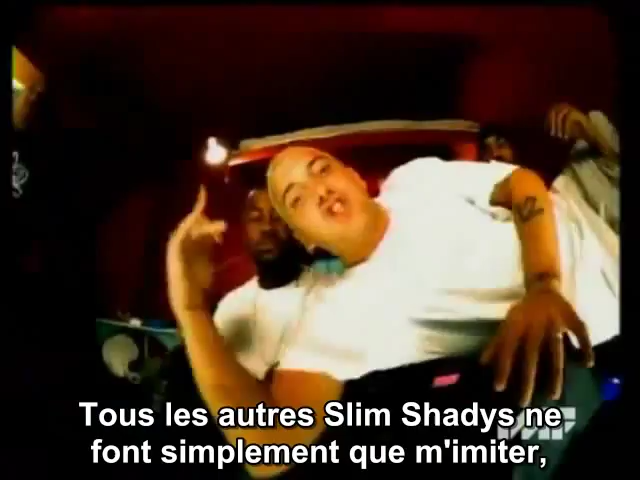 Tous les autres Slim Shadys ne
font simplement que m'imiter,